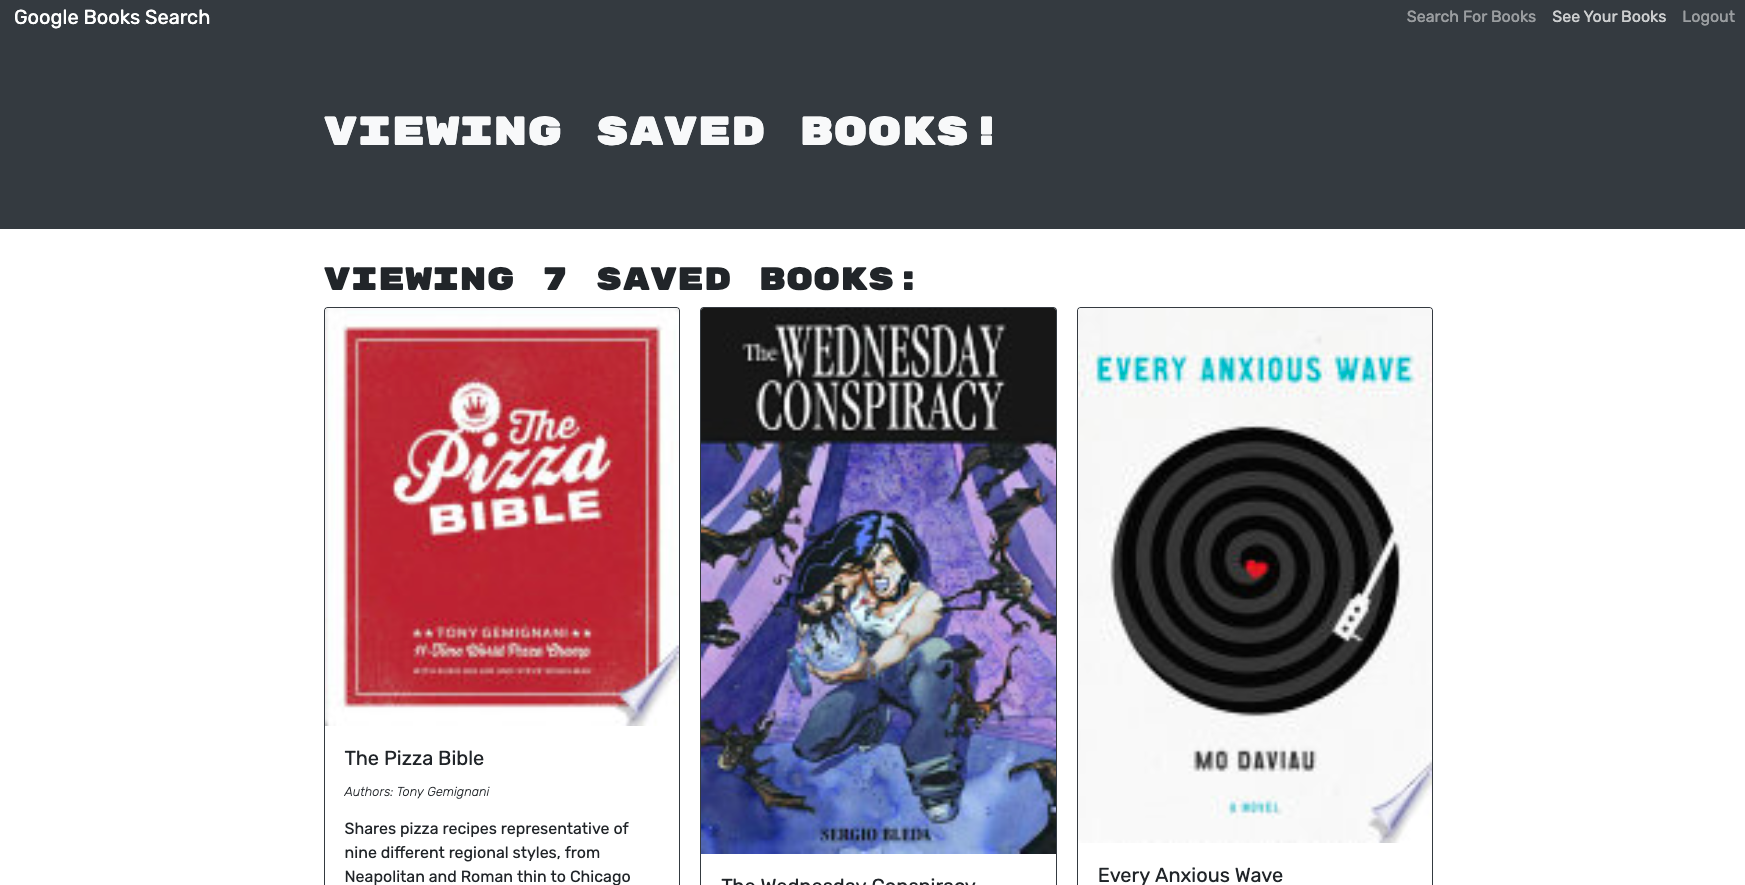 Google Books Search
Search For Books See Your Books Logout
VIEWING SAVED BOOKS!
VIEWING 7 SAVED BOOKS:
The
Pizza
BIBLE
TONY GEMIGNANI
11-Time World Pizza Champ
The Pizza Bible
Authors: Tony Gemignani
Shares pizza recipes representative of
nine different regional styles, from
Neapolitan and Roman thin to Chicago
The WEDNESDAY
CONSPIRACY
SERGIO BLEDA
The Wednesday Conspiracy
EVERY ANXIOUS WAVE
MO DAVIAU
A NOVEL
Every Anxious Wave